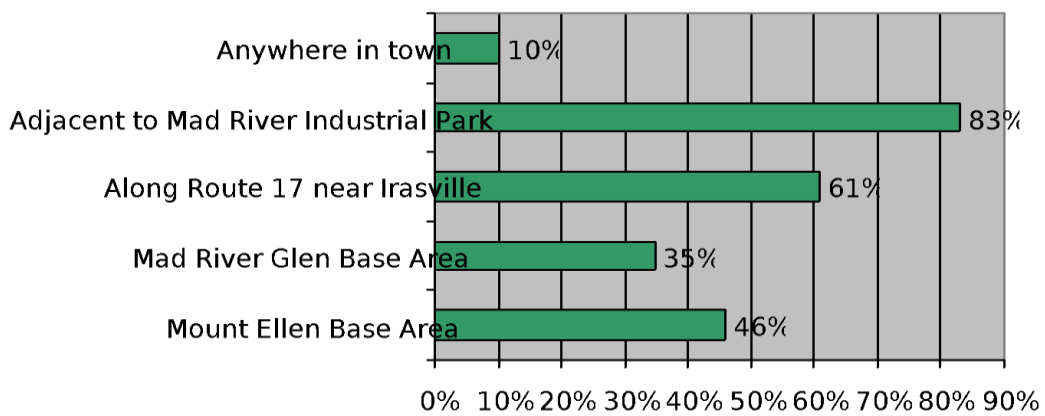 Anywhere in town 10%
Adjacent to Mad River Industrial Park 83%
Along Route 17 near Irasville 61%
Mad River Glen Base Area 35%
Mount Ellen Base Area 46%
0% 10% 20% 30% 40% 50% 60% 70% 80% 90%